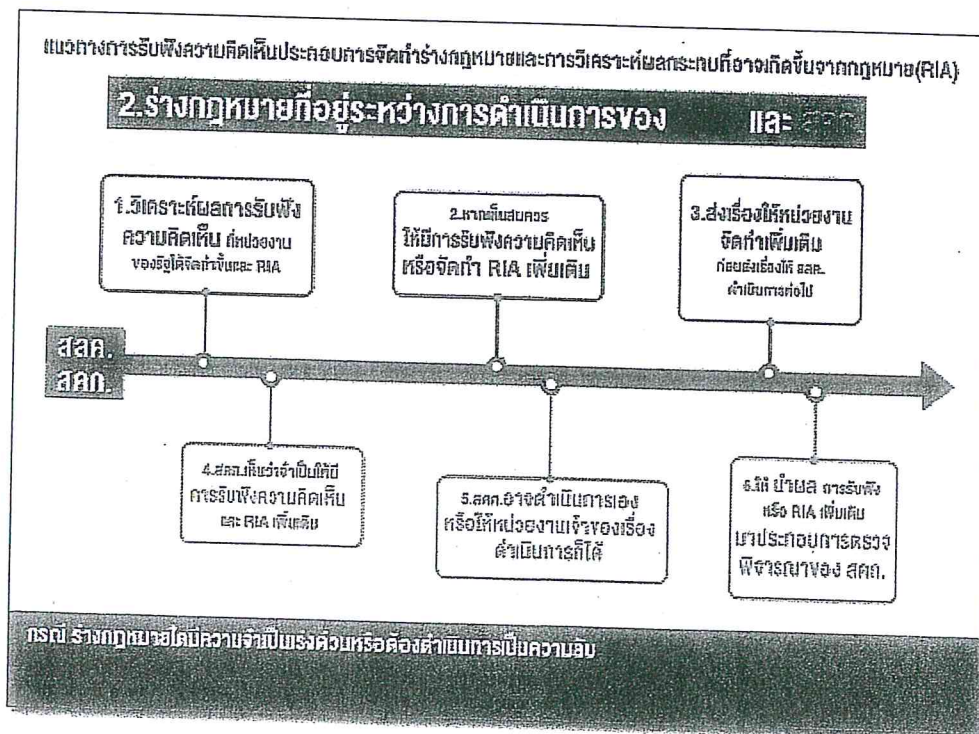 แนวทางการรับฟังความคิดเห็นประกอบการจัดทำร่างกฎหมายและการวิเคราะห์ผลกระทบที่อาจเกิดขึ้นจากกฎหมาย(RIA)
2.ร่างกฎหมายที่อยู่ระหว่างการดำเนินการของ และ สคก
1.วิเคราะห์ผลการรับฟัง
ความคิดเห็น ที่หน่วยงาน
ของรัฐได้จัดทำขึ้นและ RIA
2.หากเห็นสมควร
ให้มีการรับฟังความคิดเห็น
หรือจัดทำ RIA เพิ่มเติม
3.ส่งเรื่องให้หน่วยงาน
จัดทำเพิ่มเติม
ก่อนส่งเรื่องให้ สลค.
ดำเนินการต่อไป
สลค.
สคก.
4.สคก.เห็นว่าจำเป็นให้มี
การรับฟังความคิดเห็น
และ RIA เพิ่มเติม
5.สคก.อาจดำเนินการเอง
หรือให้หน่วยงานเจ้าของเรื่อง
ดำเนินการก็ได้
6.ให้ นำผล การรับฟัง
หรือ RIA เพิ่มเติม
มาประกอบการตรวจ
พิจารณาของ สคก.
กรณี ร่างกฎหมายใดมีความจำเป็นเร่งด่วนหรือต้องดำเนินการเป็นความลับ